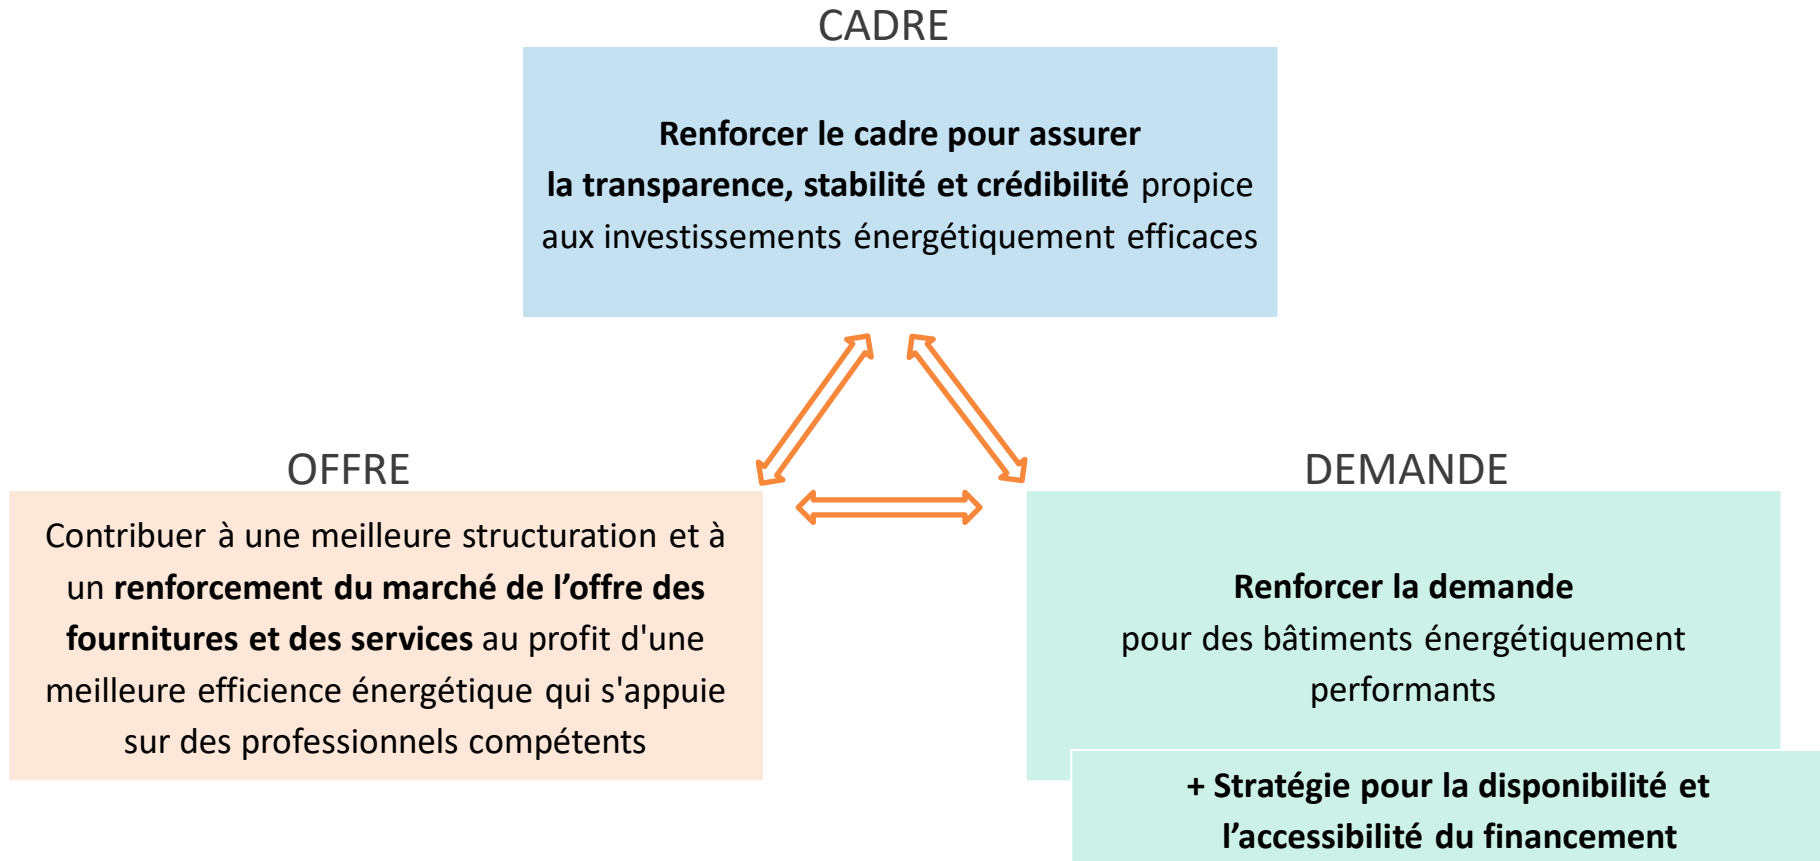 CADRE
Renforcer le cadre pour assurer
la transparence, stabilité et crédibilité propice
aux investissements énergétiquement efficaces
OFFRE
Contribuer à une meilleure structuration et à
un renforcement du marché de l’offre des
fournitures et des services au profit d'une
meilleure efficience énergétique qui s'appuie
sur des professionnels compétents
DEMANDE
Renforcer la demande
pour des bâtiments énergétiquement
performants
+ Stratégie pour la disponibilité et
l’accessibilité du financement